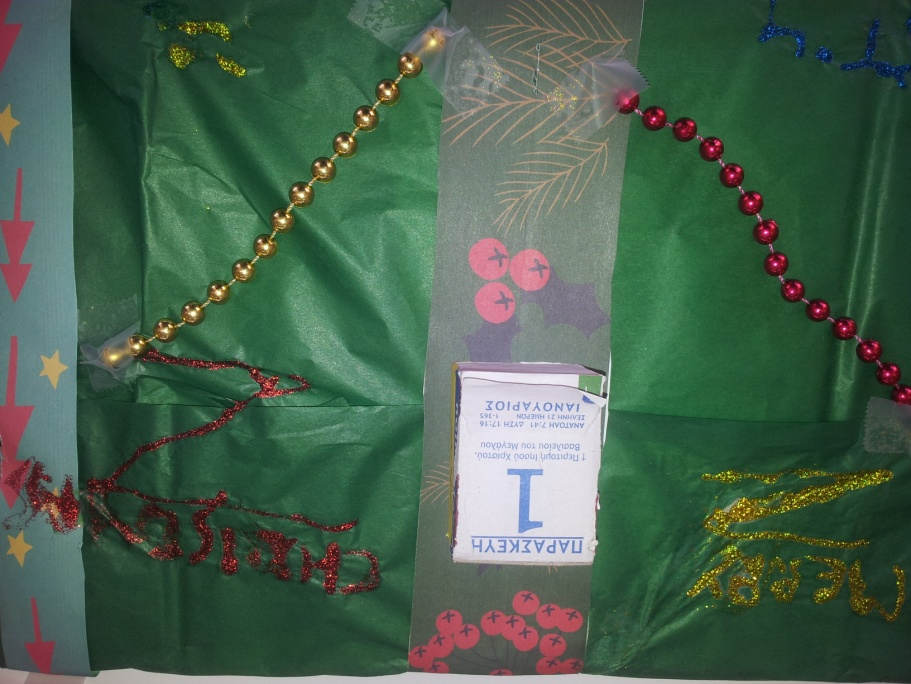 MERRY
ΠΑΡΑΣΚΕΥΗ
1
† Περιτομή Ιησού Χριστού.
Βασιλείου του Μεγάλου
ΑΝΑΤΟΛΗ 7:41 ΔΥΣΗ 17:16
ΣΕΛΗΝΗ 21 ΗΜΕΡΩΝ 1-365
ΙΑΝΟΥΑΡΙΟΣ
CHRISTMAS